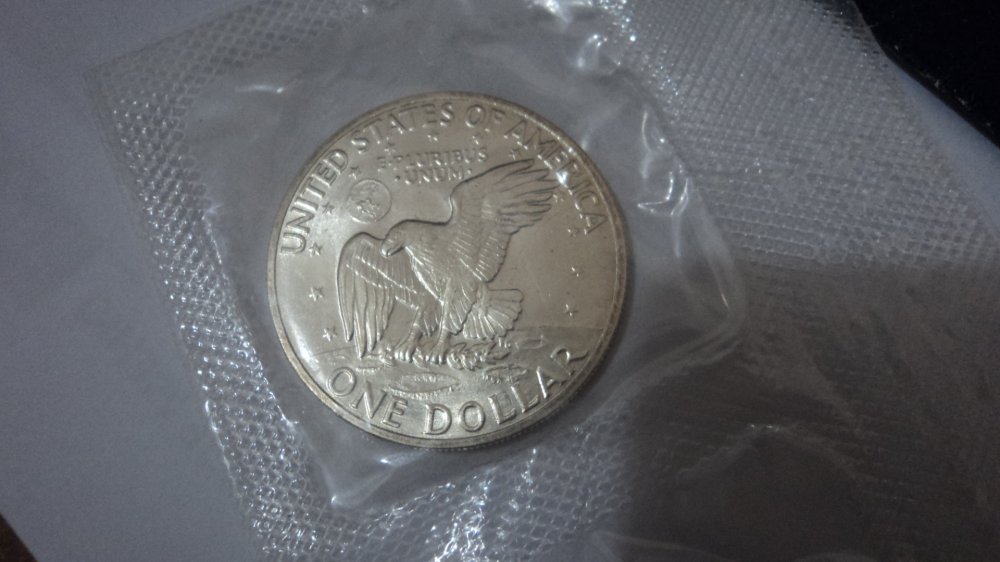 UNITED STATES OF AMERICA
E PLURIBUS
UNUM
ONE DOLLAR